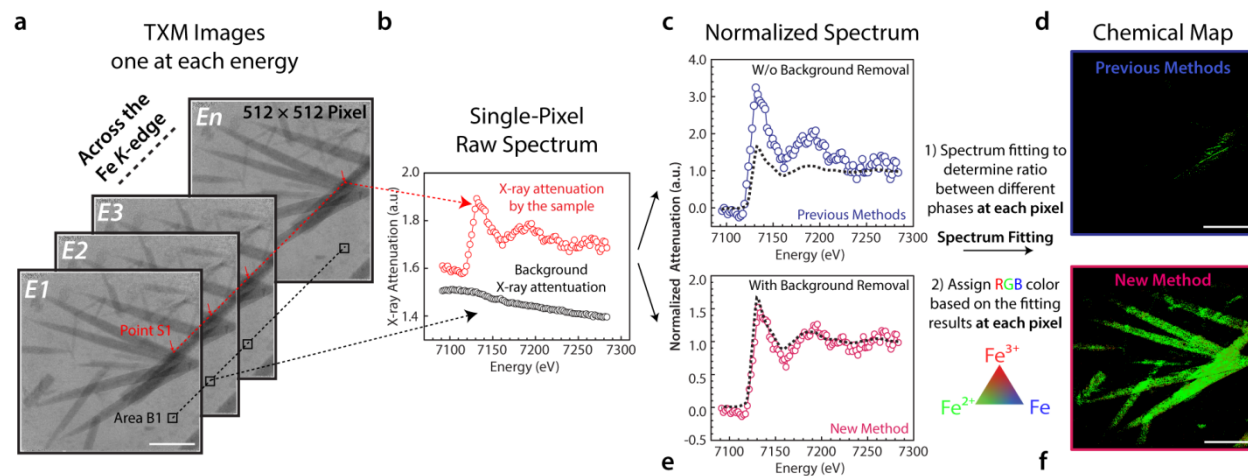 a
TXM Images
one at each energy
Across the
Fe K-edge
En
512 × 512 Pixel
E3
E2
E1
Point S1
Area B1
b
Single-Pixel
Raw Spectrum
2.0
1.8
1.6
1.4
X-ray attenuation (a.u.)
X-ray attenuation
by the sample
Background
X-ray attenuation
7100
7150
7200
7250
7300
Energy (eV)
c
Normalized Spectrum
Normalized Attenuation (a.u.)
4.0
3.0
2.0
1.0
0.0
W/o Background Removal
Previous Methods
7100
7150
7200
7250
7300
Energy (eV)
2.0
1.5
1.0
0.5
0.0
-0.5
With Background Removal
New Method
7100
7150
7200
7250
7300
Energy (eV)
e
1) Spectrum fitting to
determine ratio
between different
phases at each pixel
Spectrum Fitting
2) Assign RGB color
based on the fitting
results at each pixel
Fe³⁺
Fe²⁺
Fe
d
Chemical Map
Previous Methods
New Method
f